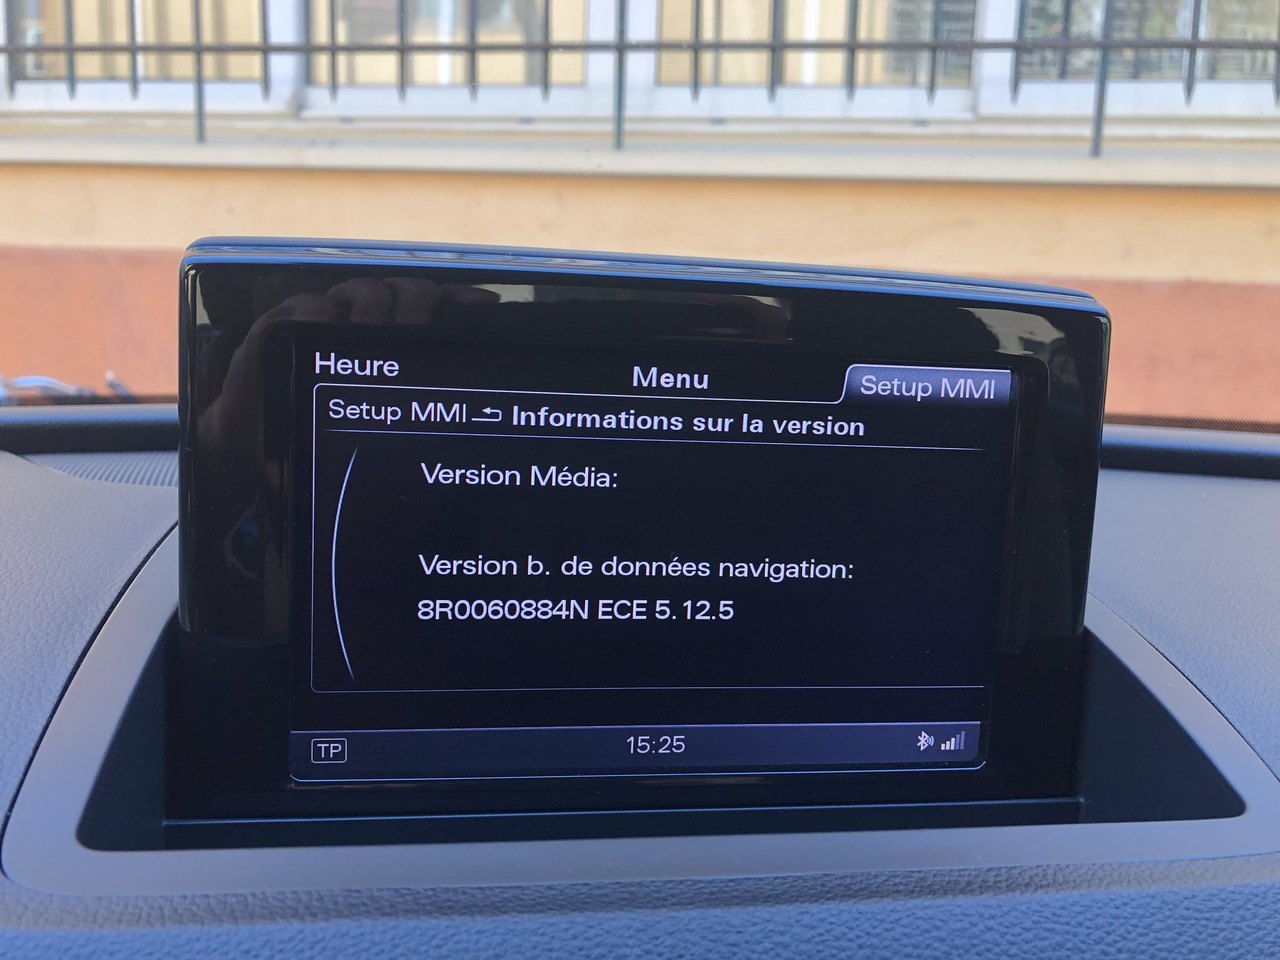 Heure Menu Setup MMI
Setup MMI Informations sur la version
Version Média:
Version b. de données navigation:
8R0060884N ECE 5.12.5
TP 15:25